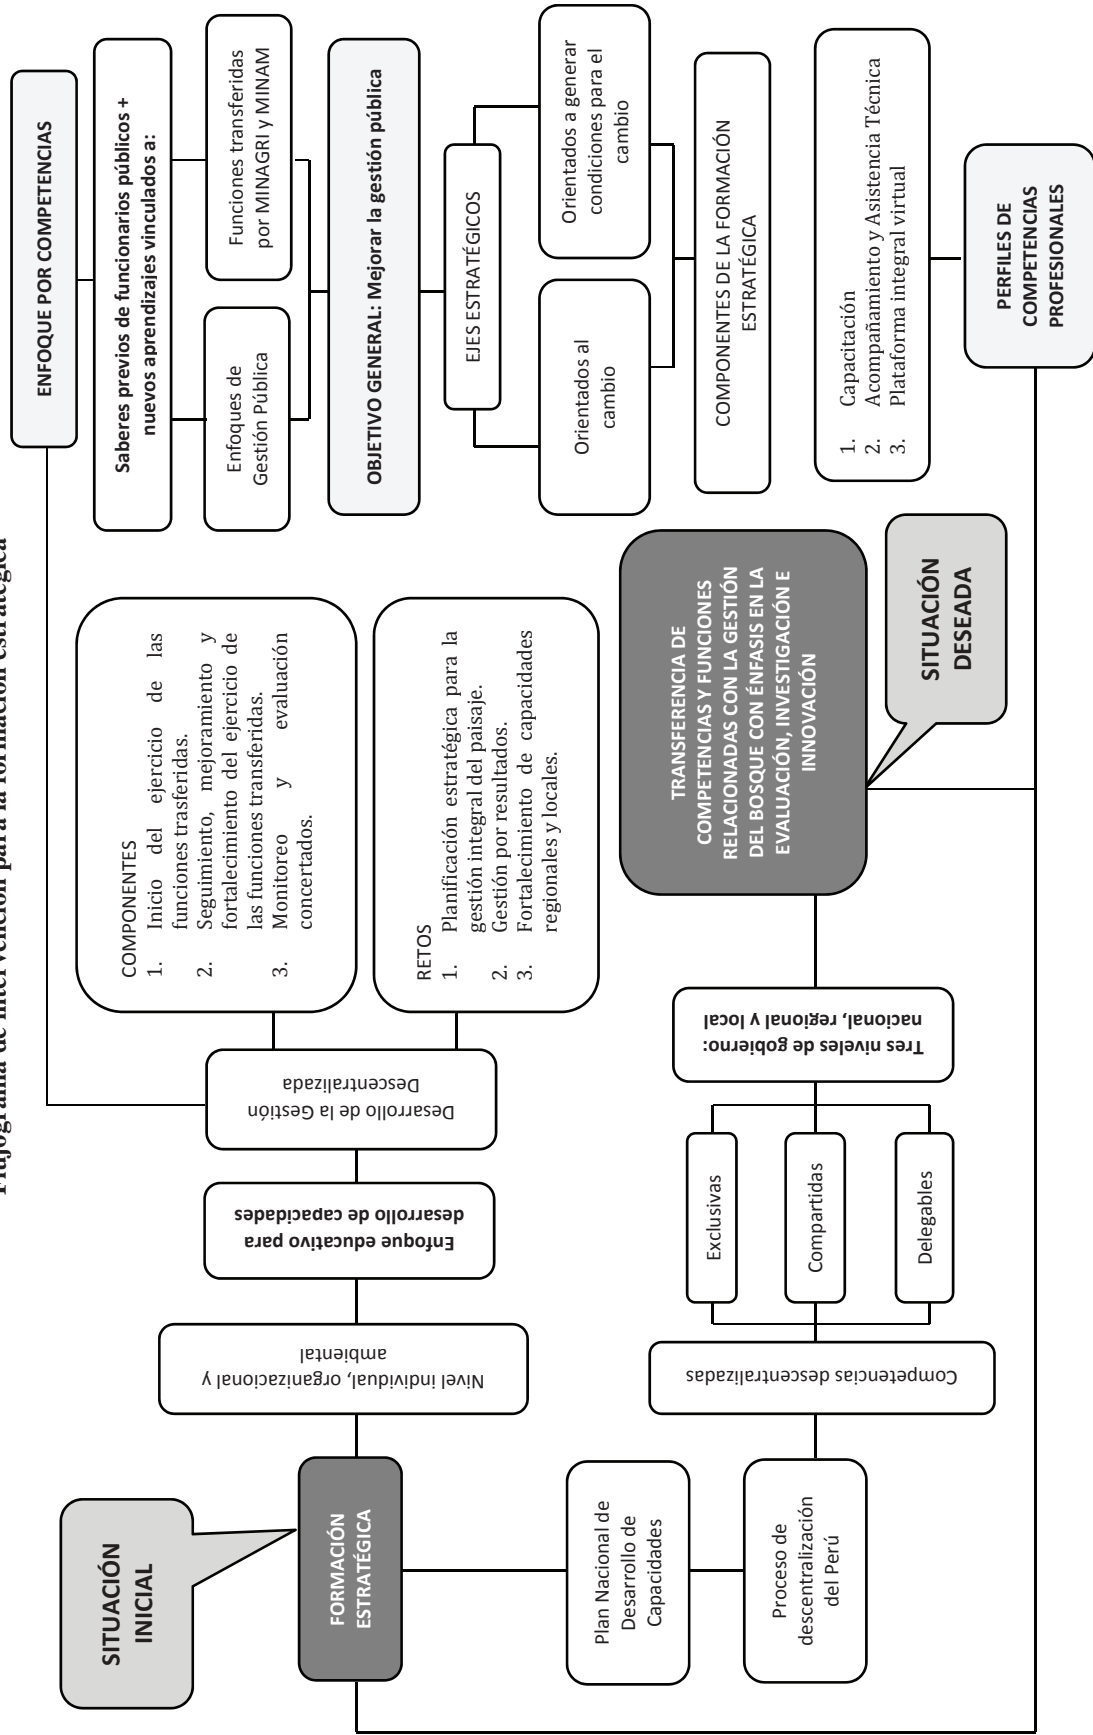 Flujograma de intervención para la formación estratégica
SITUACIÓN
INICIAL
FORMACIÓN
ESTRATÉGICA
Nivel individual, organizacional y
ambiental
Enfoque educativo para
desarrollo de capacidades
Desarrollo de la Gestión
Descentralizada
COMPONENTES
1. Inicio del ejercicio de las
funciones trasferidas.
2. Seguimiento, mejoramiento y
fortalecimiento del ejercicio de
las funciones transferidas.
3. Monitoreo y evaluación
concertados.
RETOS
1. Planificación estratégica para la
gestión integral del paisaje.
2. Gestión por resultados.
3. Fortalecimiento de capacidades
regionales y locales.
ENFOQUE POR COMPETENCIAS
Saberes previos de funcionarios públicos +
nuevos aprendizajes vinculados a:
Enfoques de
Gestión Pública
Funciones transferidas
por MINAGRI y MINAM
OBJETIVO GENERAL: Mejorar la gestión pública
EJES ESTRATÉGICOS
Orientados al
cambio
Orientados a generar
condiciones para el
cambio
COMPONENTES DE LA FORMACIÓN
ESTRATÉGICA
1. Capacitación
2. Acompañamiento y Asistencia Técnica
3. Plataforma integral virtual
PERFILES DE
COMPETENCIAS
PROFESIONALES
Plan Nacional de
Desarrollo de
Capacidades
Proceso de
descentralización
del Perú
Competencias descentralizadas
Exclusivas
Compartidas
Delegables
Tres niveles de gobierno:
nacional, regional y local
TRANSFERENCIA DE
COMPETENCIAS Y FUNCIONES
RELACIONADAS CON LA GESTIÓN
DEL BOSQUE CON ÉNFASIS EN LA
EVALUACIÓN, INVESTIGACIÓN E
INNOVACIÓN
SITUACIÓN
DESEADA